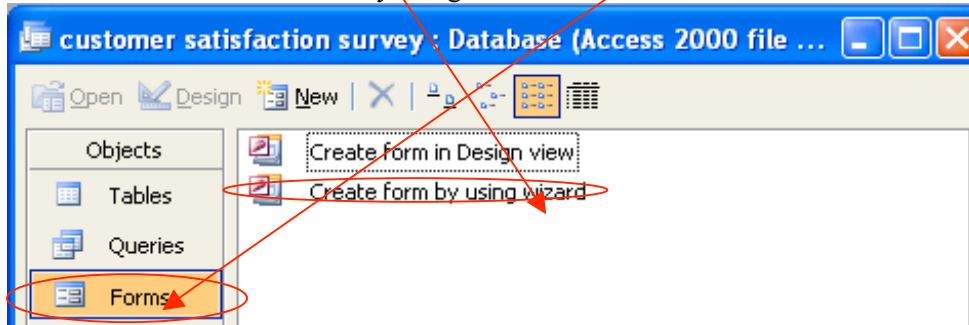 customer satisfaction survey : Database (Access 2000 file ...
Open Design New
Objects
Create form in Design view
Tables
Create form by using wizard
Queries
Forms